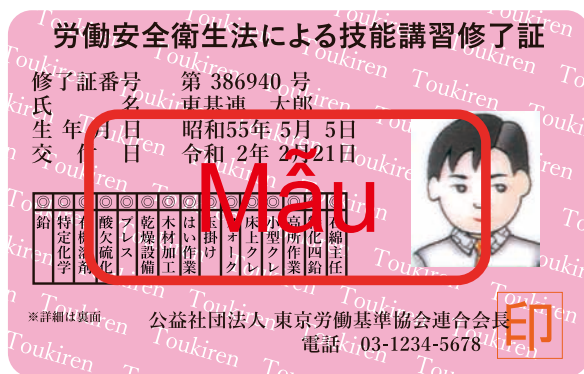 労働安全衛生法による技能講習修了証
修了証番号 第 386940 号
氏 名 東基連 太郎
生 年 月 日 昭和55年 5月 5日
交 付 日 令和 2年 2月21日
Mẫu
◎ ◎ ◎ ◎ ◎ ◎ ◎ ◎ ◎ ◎ ◎ ◎ ◎ ◎ ◎
鉛
特定化学
有機溶剤
酸欠硫化
プレス
乾燥設備
木材加工
はい作業
玉掛け
フォーク
床上クレ
小型クレ
高所作業
四鉛
石綿主任
※詳細は裏面
公益社団法人 東京労働基準協会連合会長
電話 03-1234-5678
印
Toukiren